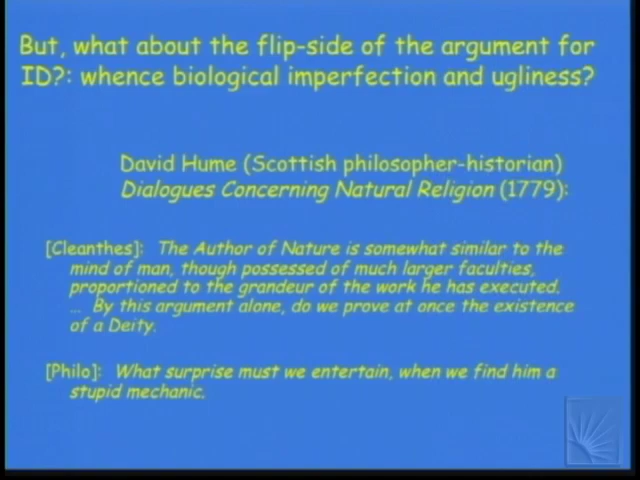 But, what about the flip-side of the argument for
ID?: whence biological imperfection and ugliness?
David Hume (Scottish philosopher-historian)
Dialogues Concerning Natural Religion (1779):
[Cleanthes]: The Author of Nature is somewhat similar to the
mind of man, though possessed of much larger faculties,
proportioned to the grandeur of the work he has executed.
... By this argument alone, do we prove at once the existence
of a Deity.
[Philo]: What surprise must we entertain, when we find him a
stupid mechanic.